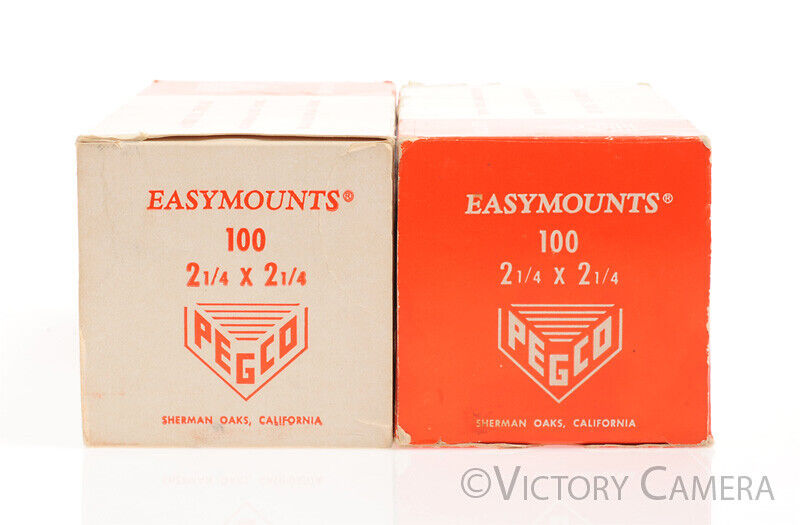 EASYMOUNTS®
100
2 1/4 X 2 1/4
PEGCO
SHERMAN OAKS, CALIFORNIA
EASYMOUNTS®
100
2 1/4 X 2 1/4
PEGCO
SHERMAN OAKS, CALIFORNIA
©VICTORY CAMERA